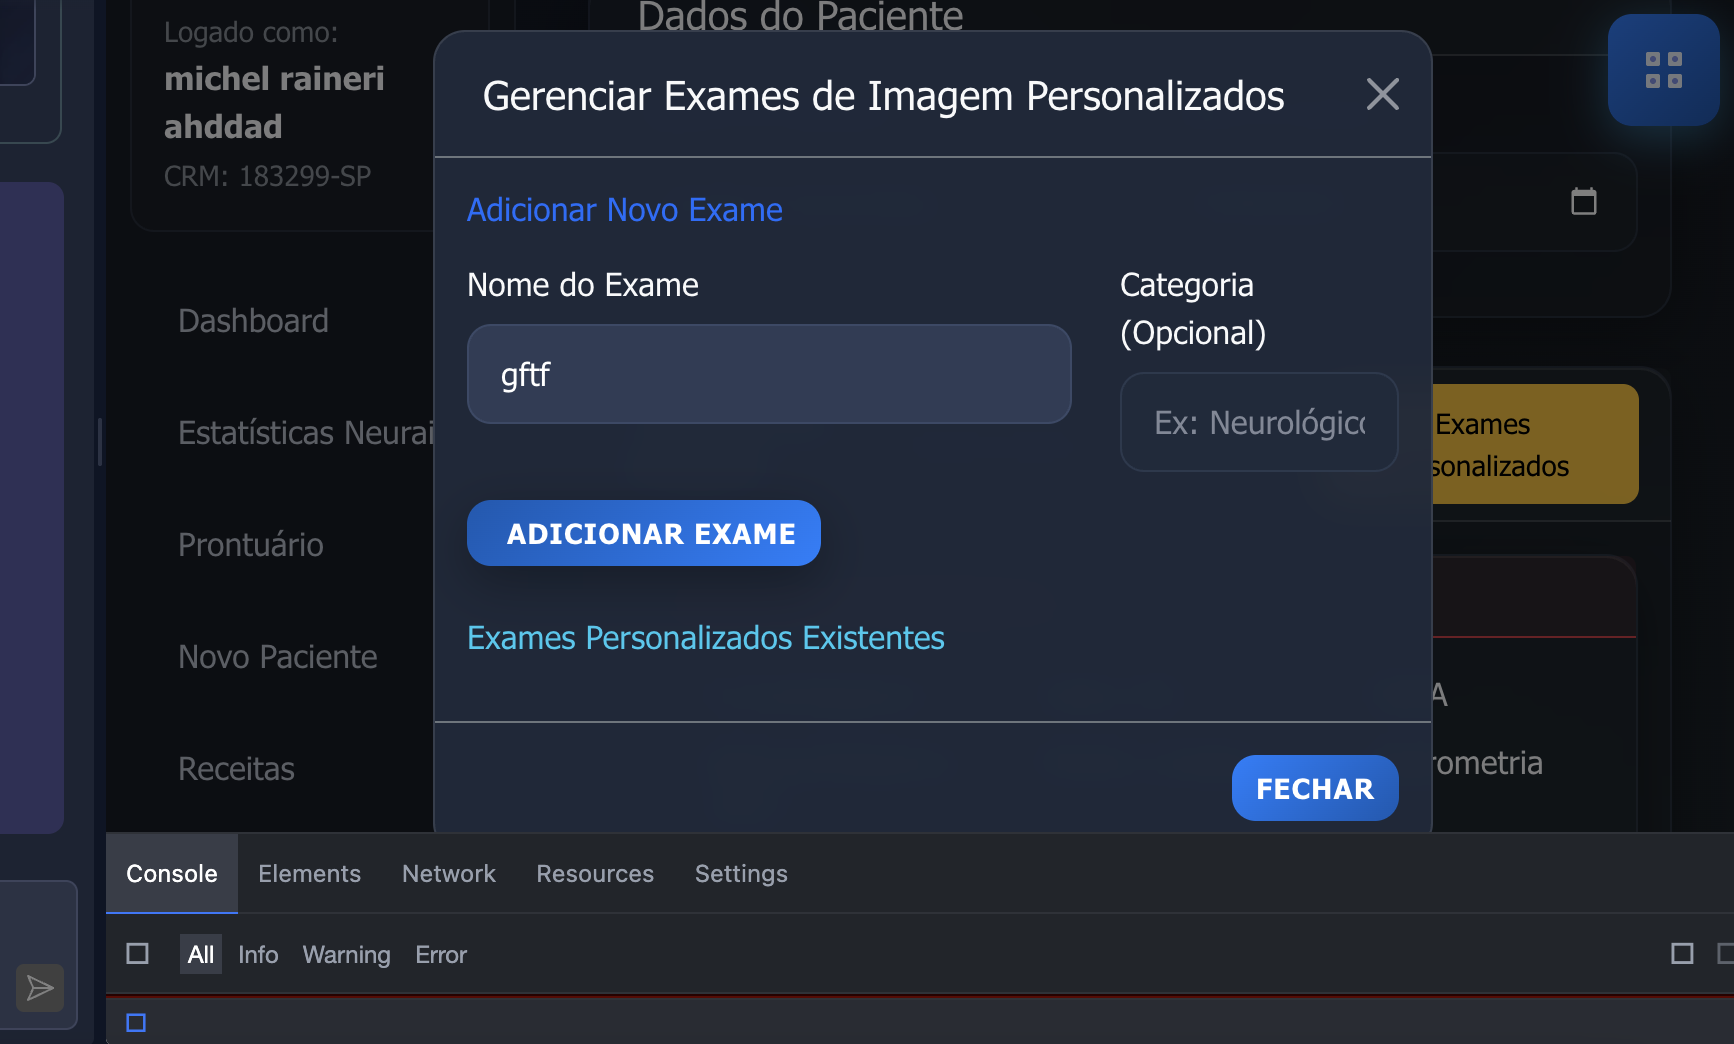 Logado como:
michel raineri
ahddad
CRM: 183299-SP
Dashboard
Estatísticas Neurai
Prontuário
Novo Paciente
Receitas
Dados do Paciente
Gerenciar Exames de Imagem Personalizados
Adicionar Novo Exame
Nome do Exame
gftf
Categoria
(Opcional)
Ex: Neurológico
ADICIONAR EXAME
Exames Personalizados Existentes
FECHAR
Exames
sonalizados
A
rometria
Console
Elements
Network
Resources
Settings
All
Info
Warning
Error